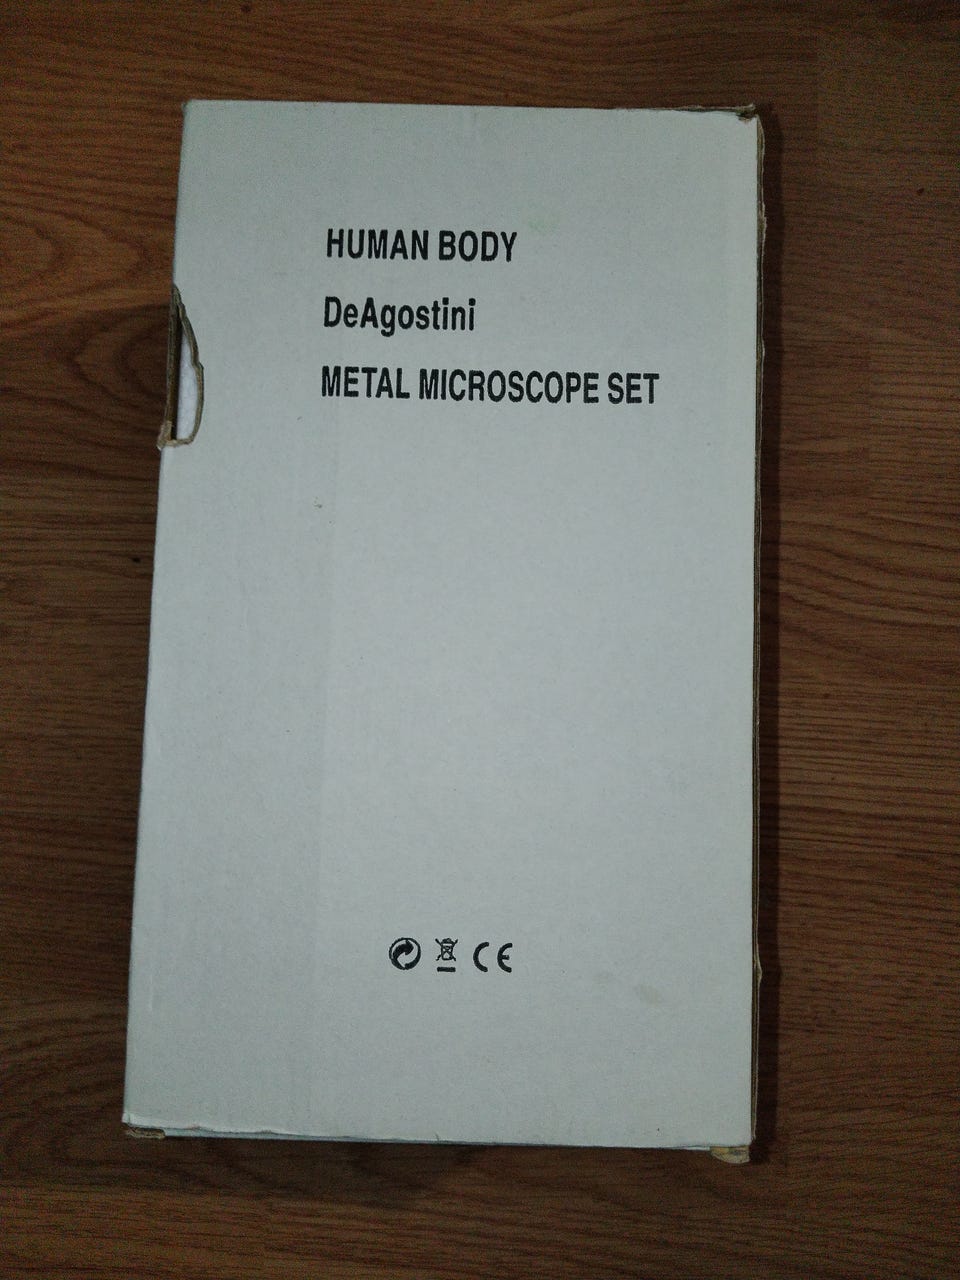 HUMAN BODY
DeAgostini
METAL MICROSCOPE SET
CE